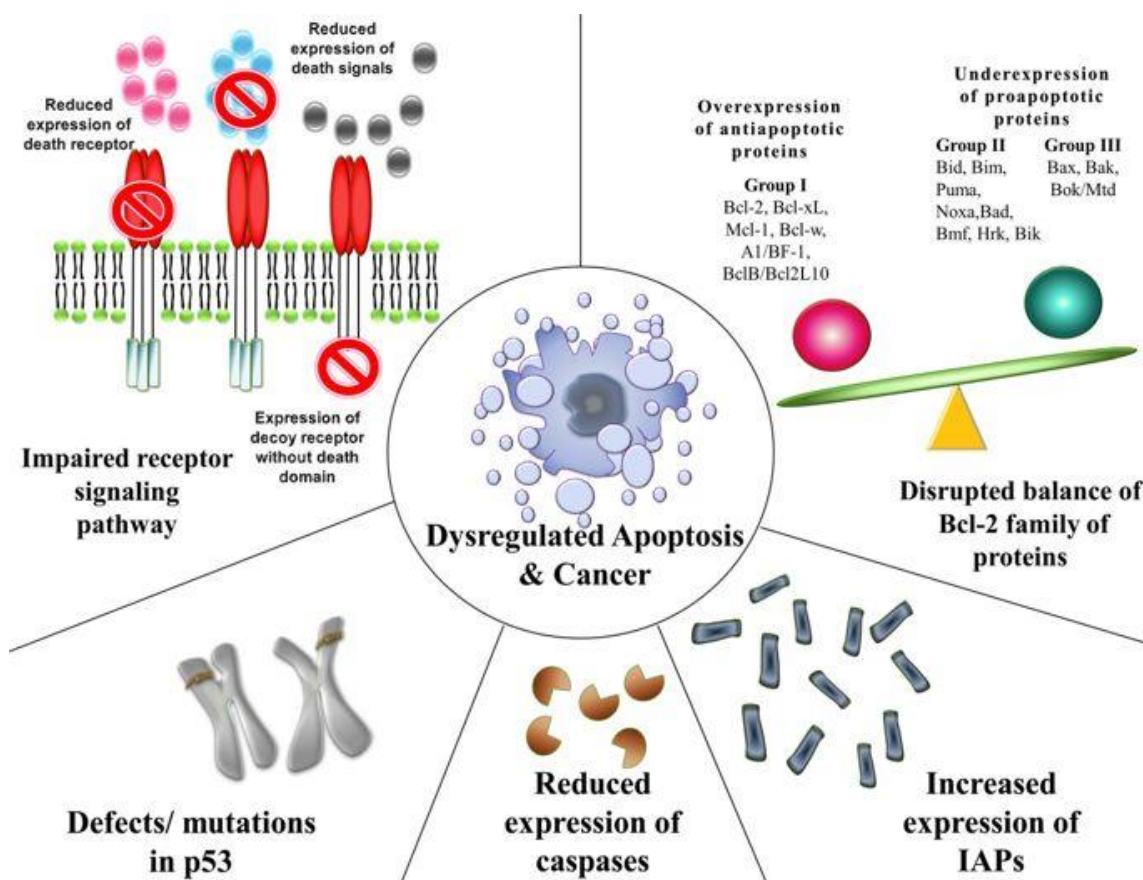 Reduced
expression of
death signals
Reduced
expression of
death receptor
Expression of
decoy receptor
without death
domain
Impaired receptor
signaling
pathway
Overexpression
of antiapoptotic
proteins
Group I
Bcl-2, Bcl-xL,
Mcl-1, Bcl-w,
A1/BF-1,
BclB/Bcl2L10
Underexpression
of proapoptotic
proteins
Group II
Bid, Bim,
Puma,
Noxa,Bad,
Bmf, Hrk, Bik
Group III
Bax, Bak,
Bok/Mtd
Disrupted balance of
Bcl-2 family of
proteins
Dysregulated Apoptosis
& Cancer
Defects/ mutations
in p53
Reduced
expression of
caspases
Increased
expression of
IAPs